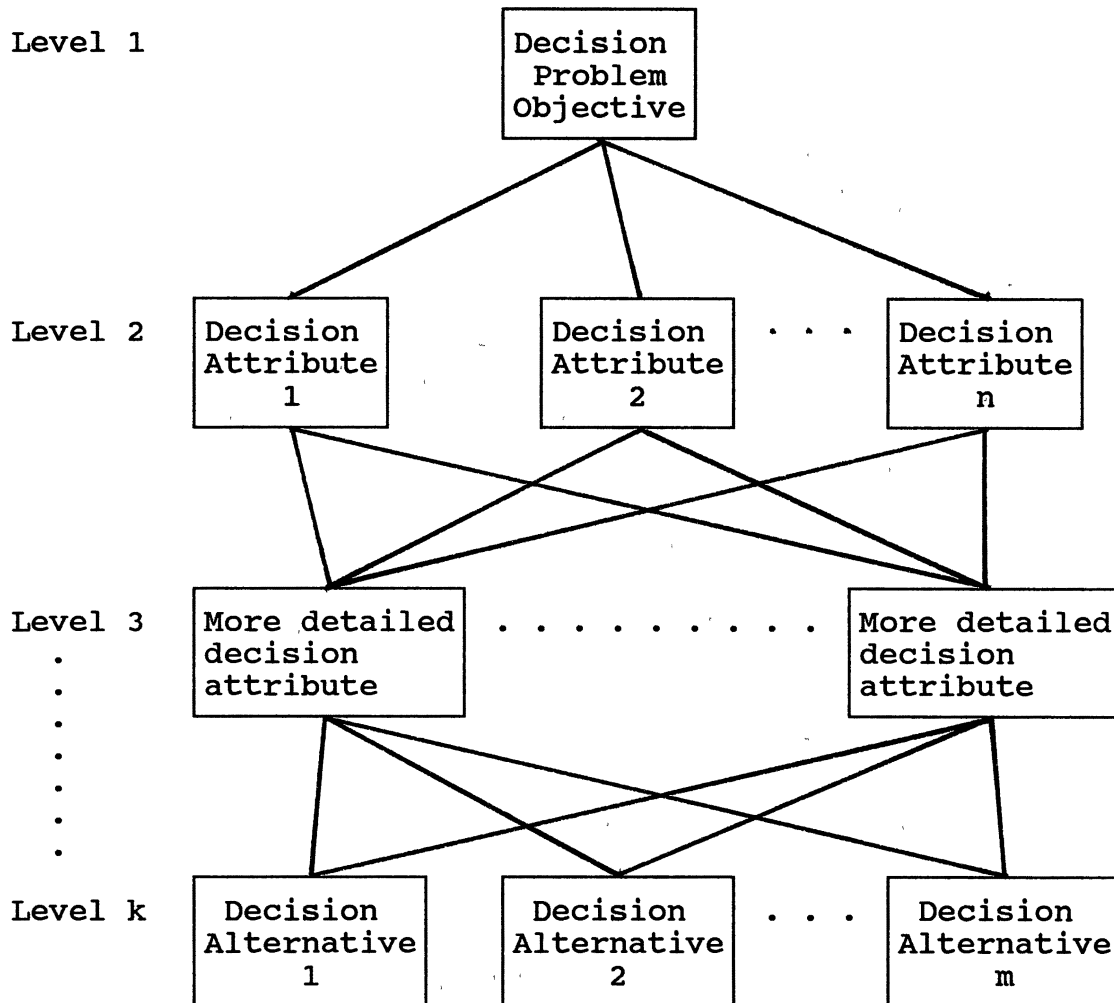 Level 1
Decision
Problem
Objective
Level 2
Decision
Attribute
1
Decision
Attribute
2
. . .
Decision
Attribute
n
Level 3
More detailed
decision
attribute
. . . . . . . . .
More detailed
decision
attribute
.
.
.
.
.
.
.
Level k
Decision
Alternative
1
Decision
Alternative
2
. . .
Decision
Alternative
m